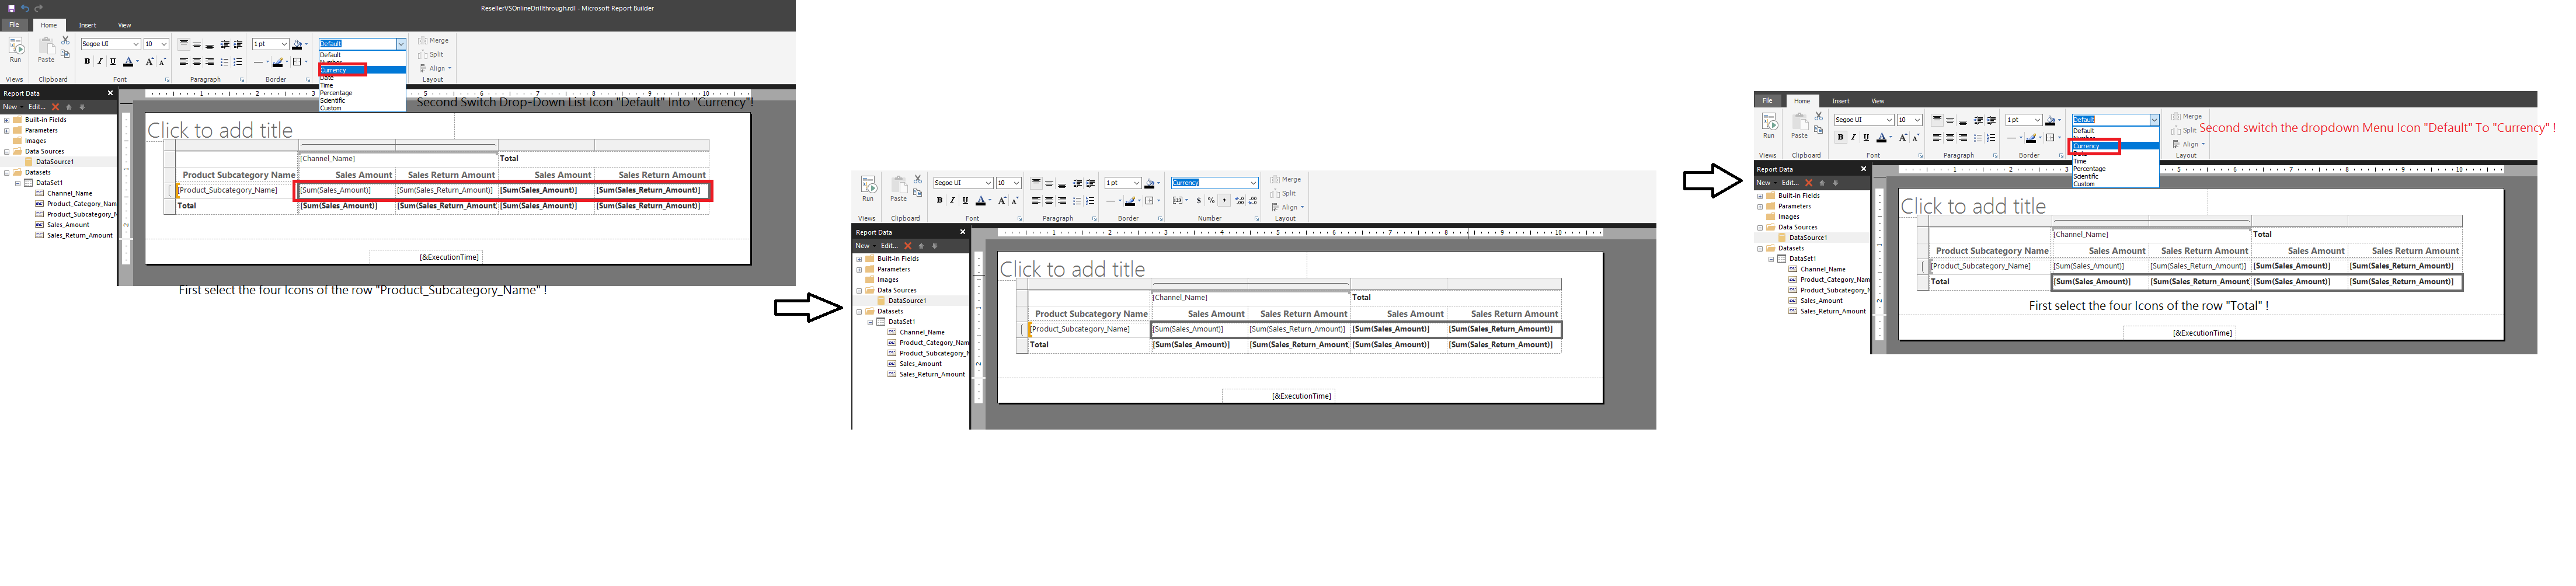 ResellerVSOnlineDrillthrough.rdl - Microsoft Report Builder
File Home Insert View
Run Paste Segoe UI 10 1 pt Default Merge
Default Split
Number
Currency Align
Date
Time
Percentage
Scientific
Custom
B I U A A A
Views Clipboard Font Paragraph Border Layout
Second Switch Drop-Down List Icon "Default" Into "Currency"!
Report Data
New Edit...
Built-in Fields
Parameters
Images
Data Sources
DataSource1
Datasets
DataSet1
Channel_Name
Product_Category_Name
Product_Subcategory_N
Sales_Amount
Sales_Return_Amount
Click to add title
[Channel_Name] Total
Product Subcategory Name Sales Amount Sales Return Amount Sales Amount Sales Return Amount
[Product_Subcategory_Name] [Sum(Sales_Amount)] [Sum(Sales_Return_Amount)] [Sum(Sales_Amount)] [Sum(Sales_Return_Amount)]
Total [Sum(Sales_Amount)] [Sum(Sales_Return_Amount [Sum(Sales_Amount)] [Sum(Sales_Return_Amount)]
[&ExecutionTime]
First select the four Icons of the row "Product_Subcategory_Name" !
Run Paste Segoe UI 10 1 pt Currency Merge
Split
B I U A A A $ % , Align
Views Clipboard Font Paragraph Border Number Layout
Report Data
New Edit...
Built-in Fields
Parameters
Images
Data Sources
DataSource1
Datasets
DataSet1
Channel_Name
Product_Category_Nam
Product_Subcategory_N
Sales_Amount
Sales_Return_Amount
Click to add title
[Channel_Name] Total
Product Subcategory Name Sales Amount Sales Return Amount Sales Amount Sales Return Amount
[Product_Subcategory_Name] [Sum(Sales_Amount)] [Sum(Sales_Return_Amount)] [Sum(Sales_Amount)] [Sum(Sales_Return_Amount)]
Total [Sum(Sales_Amount)] [Sum(Sales_Return_Amount [Sum(Sales_Amount)] [Sum(Sales_Return_Amount)]
[&ExecutionTime]
File Home Insert View
Run Paste Segoe UI 10 1 pt Default Merge
Second switch the dropdown Menu Icon "Default" To "Currency" !
Default Split
Currency Align
Time
Percentage
Scientific
Custom
B I U A A A
Views Clipboard Font Paragraph Border Layout
Report Data
New Edit...
Built-in Fields
Parameters
Images
Data Sources
DataSource1
Datasets
DataSet1
Channel_Name
Product_Category_Nam
Product_Subcategory_N
Sales_Amount
Sales_Return_Amount
Click to add title
[Channel_Name] Total
Product Subcategory Name Sales Amount Sales Return Amount Sales Amount Sales Return Amount
[Product_Subcategory_Name] [Sum(Sales_Amount)] [Sum(Sales_Return_Amount)] [Sum(Sales_Amount)] [Sum(Sales_Return_Amount)]
Total [Sum(Sales_Amount)] [Sum(Sales_Return_Amount [Sum(Sales_Amount)] [Sum(Sales_Return_Amount)]
First select the four Icons of the row "Total" !
[&ExecutionTime]